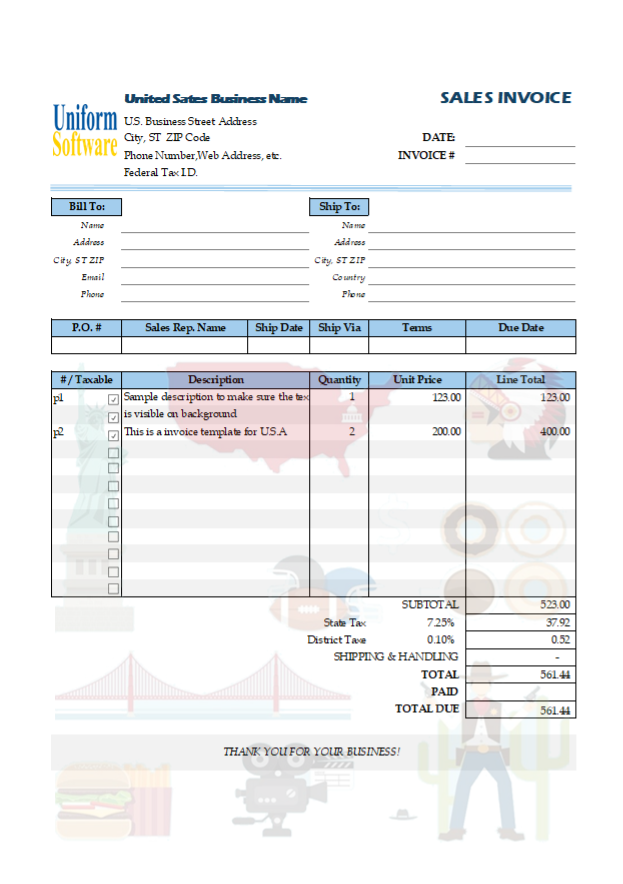 United Sates Business Name
SALES INVOICE
Uniform
Software
U.S. Business Street Address
City, ST ZIP Code
DATE:
Phone Number,Web Address, etc.
INVOICE #
Federal Tax I.D.
Bill To:
Ship To:
Name
Name
Address
Address
City, ST ZIP
City, ST ZIP
Email
Country
Phone
Phone
P.O. # Sales Rep. Name Ship Date Ship Via Terms Due Date
# / Taxable Description Quantity Unit Price Line Total
p1 Sample description to make sure the tex 1 123.00 123.00
is visible on background
p2 This is a invoice template for U.S.A 2 200.00 400.00
SUBTOTAL 523.00
State Tax 7.25% 37.92
District Taxe 0.10% 0.52
SHIPPING & HANDLING -
TOTAL 561.44
PAID
TOTAL DUE 561.44
THANK YOU FOR YOUR BUSINESS!